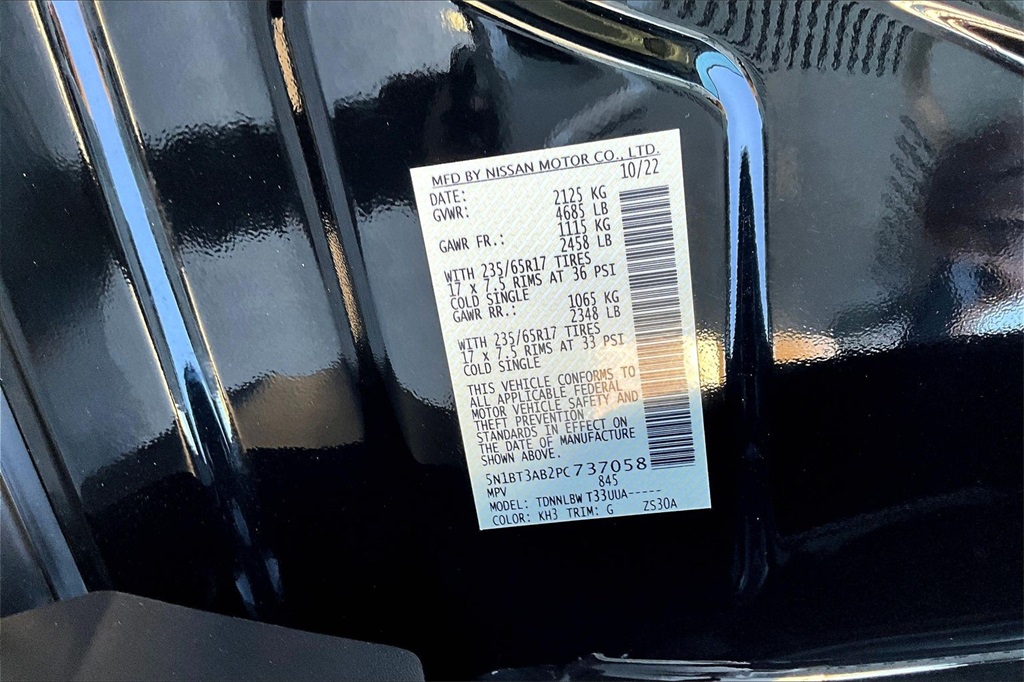 MFD BY NISSAN MOTOR CO., LTD.
DATE: 10/22
GVWR: 2125 KG
4685 LB
GAWR FR.: 1115 KG
2458 LB
WITH 235/65R17 TIRES
17 x 7.5 RIMS AT 36 PSI
COLD SINGLE
GAWR RR.: 1065 KG
2348 LB
WITH 235/65R17 TIRES
17 x 7.5 RIMS AT 33 PSI
COLD SINGLE
THIS VEHICLE CONFORMS TO
ALL APPLICABLE FEDERAL
MOTOR VEHICLE SAFETY AND
THEFT PREVENTION
STANDARDS IN EFFECT ON
THE DATE OF MANUFACTURE
SHOWN ABOVE.
5N1BT3AB2PC737058
MPV 845
MODEL: TDNNLBW T33UUA-----
COLOR: KH3 TRIM: G ZS30A